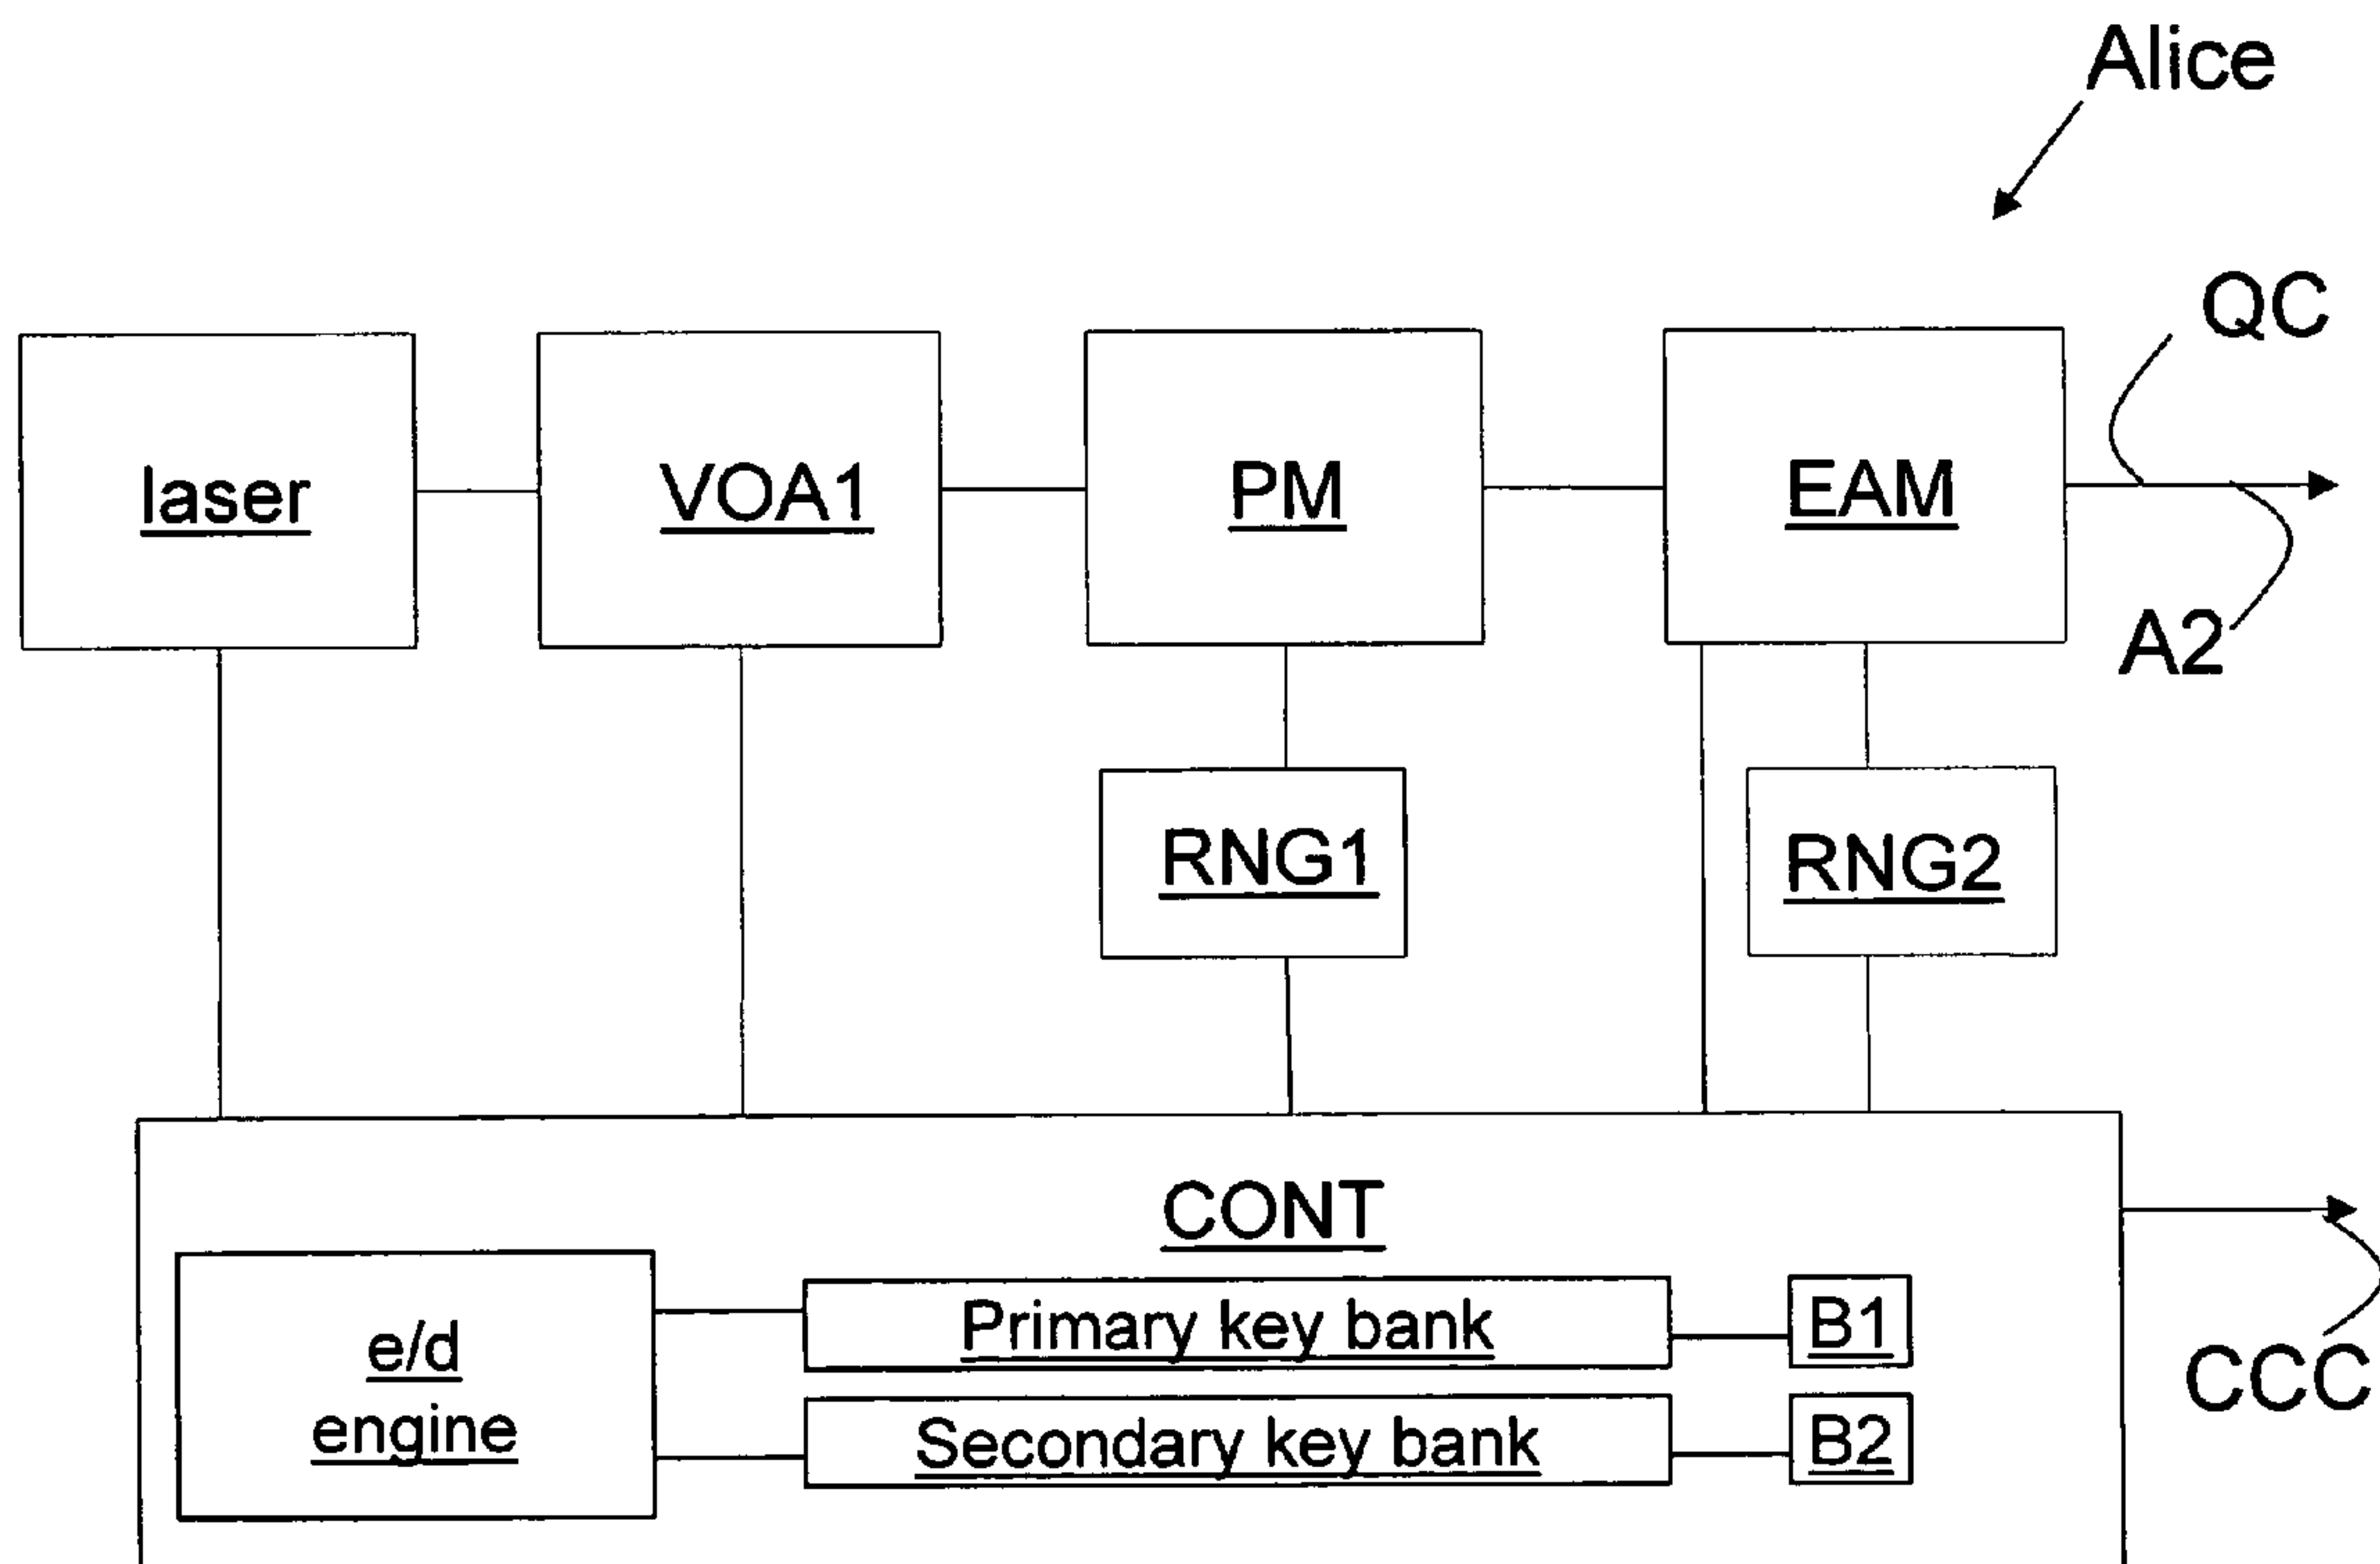 Alice
QC
laser
VOA1
PM
EAM
A2
RNG1
RNG2
CONT
e/d
engine
Primary key bank
B1
Secondary key bank
B2
CCC